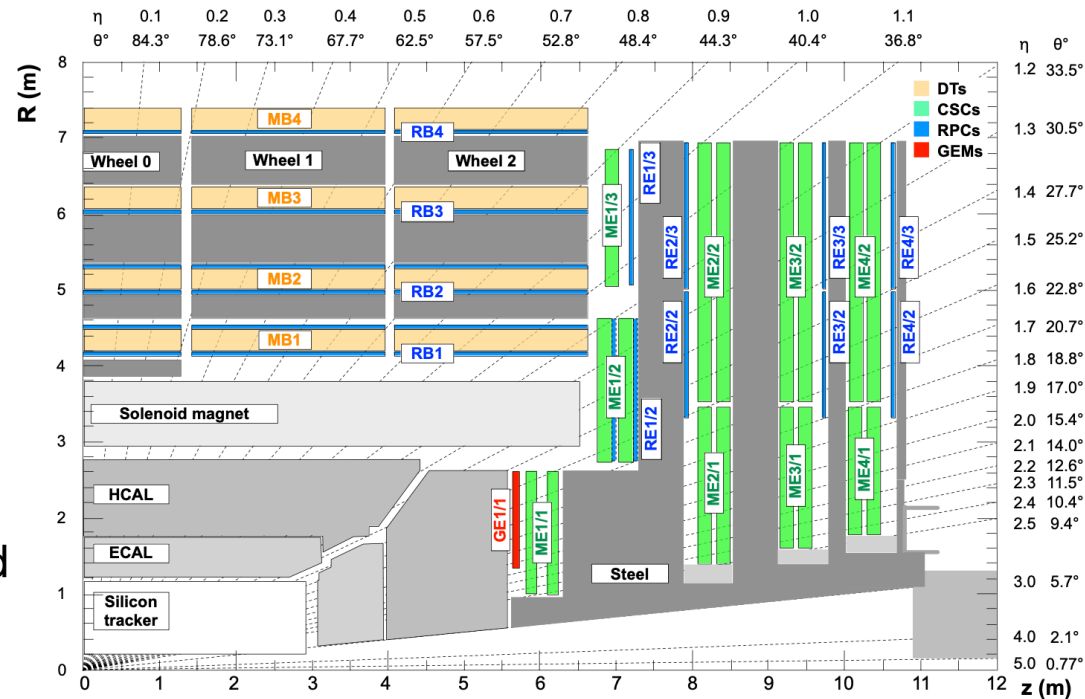 η 0.1 0.2 0.3 0.4 0.5 0.6 0.7 0.8 0.9 1.0 1.1 η θ°
θ° 84.3° 78.6° 73.1° 67.7° 62.5° 57.5° 52.8° 48.4° 44.3° 40.4° 36.8°
R (m)
8
7
6
5
4
3
2
1
0
1.2 33.5°
1.3 30.5°
1.4 27.7°
1.5 25.2°
1.6 22.8°
1.7 20.7°
1.8 18.8°
1.9 17.0°
2.0 15.4°
2.1 14.0°
2.2 12.6°
2.3 11.5°
2.4 10.4°
2.5 9.4°
3.0 5.7°
4.0 2.1°
5.0 0.77°
DTs
CSCs
RPCs
GEMs
MB4
RB4
Wheel 0
Wheel 1
Wheel 2
MB3
RB3
MB2
RB2
MB1
RB1
Solenoid magnet
HCAL
ECAL
d
Silicon
tracker
Steel
GE1/1
ME1/1
ME1/2
ME1/3
RE1/3
RE1/2
RE2/3
RE2/2
ME2/2
ME2/1
ME3/2
ME3/1
RE3/3
RE3/2
ME4/2
ME4/1
RE4/3
RE4/2
0 1 2 3 4 5 6 7 8 9 10 11 12
z (m)